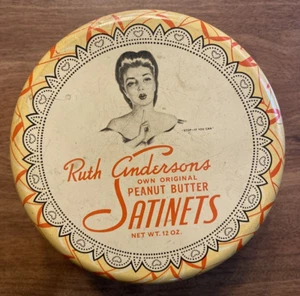 Ruth Andersons
OWN ORIGINAL
PEANUT BUTTER
SATINETS
NET WT. 12 OZ.